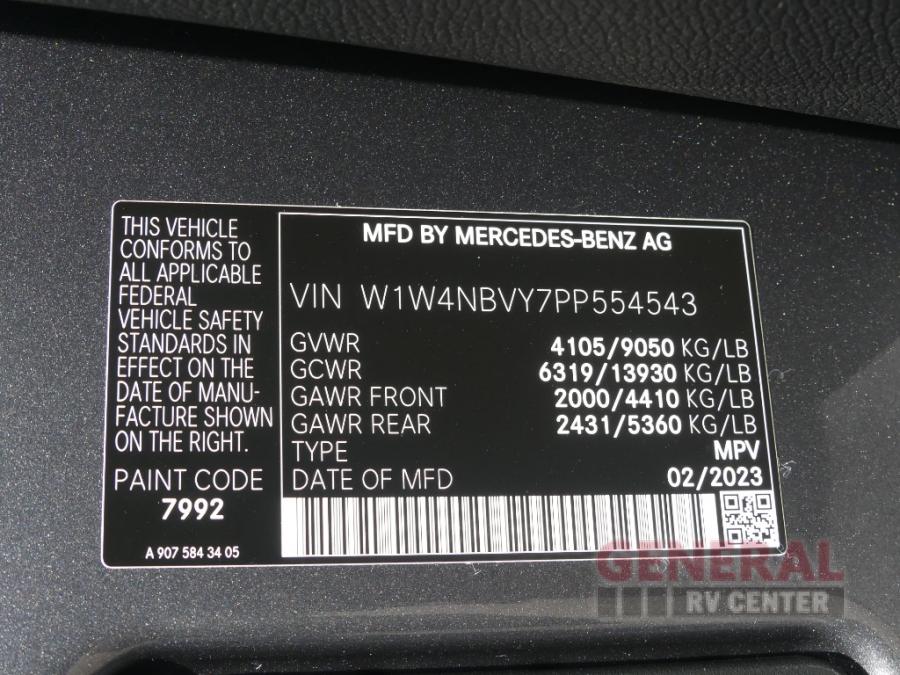 THIS VEHICLE
CONFORMS TO
ALL APPLICABLE
FEDERAL
VEHICLE SAFETY
STANDARDS IN
EFFECT ON THE
DATE OF MANU-
FACTURE SHOWN
ON THE RIGHT.
PAINT CODE
7992
A 907 584 34 05
MFD BY MERCEDES-BENZ AG
VIN W1W4NBVY7PP554543
GVWR 4105/9050 KG/LB
GCWR 6319/13930 KG/LB
GAWR FRONT 2000/4410 KG/LB
GAWR REAR 2431/5360 KG/LB
TYPE MPV
DATE OF MFD 02/2023
GENERAL
RV CENTER